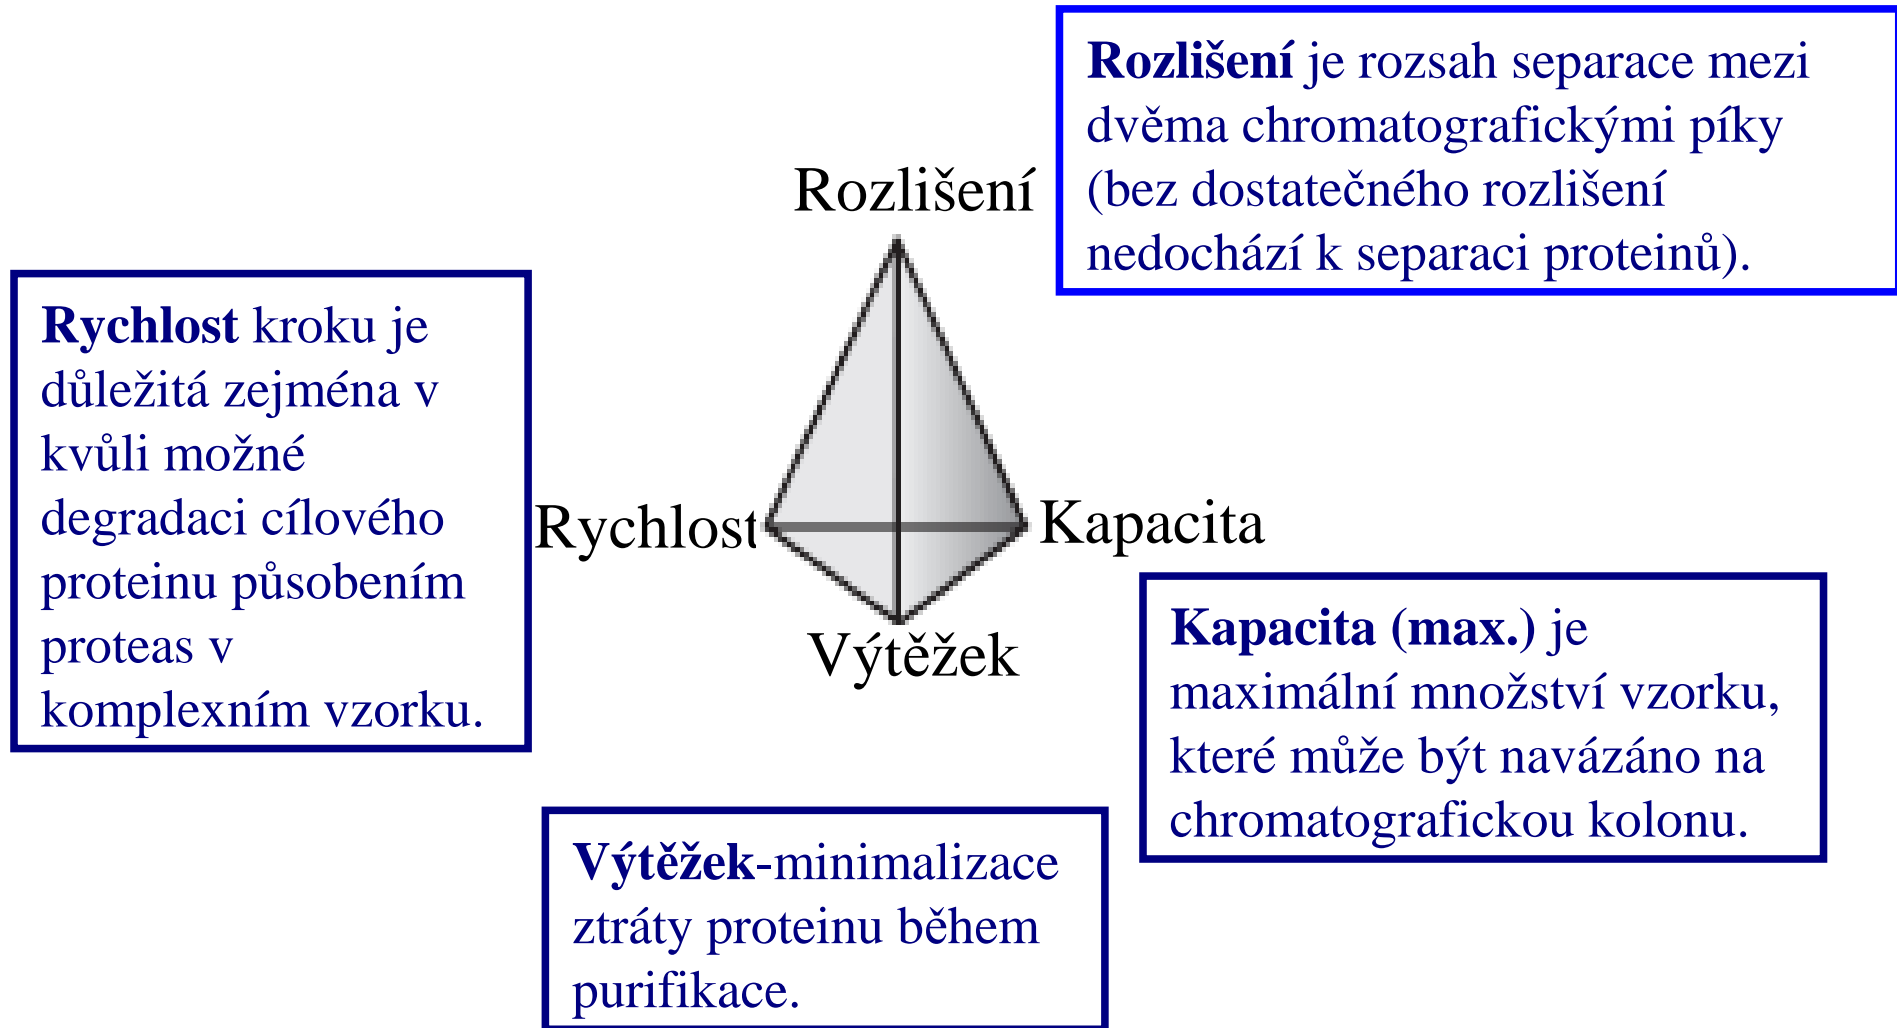 Rozlišení je rozsah separace mezi
dvěma chromatografickými píky
(bez dostatečného rozlišení
nedochází k separaci proteinů).
Rozlišení
Rychlost kroku je
důležitá zejména v
kvůli možné
degradaci cílového
proteinu působením
proteas v
komplexním vzorku.
Rychlost
Kapacita
Výtěžek
Kapacita (max.) je
maximální množství vzorku,
které může být navázáno na
chromatografickou kolonu.
Výtěžek-minimalizace
ztráty proteinu během
purifikace.